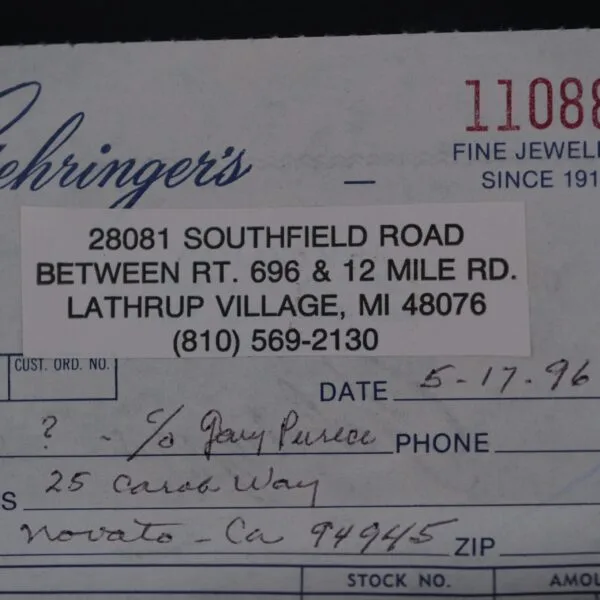 ehringer's
11088
FINE JEWEL
SINCE 191
28081 SOUTHFIELD ROAD
BETWEEN RT. 696 & 12 MILE RD.
LATHRUP VILLAGE, MI 48076
(810) 569-2130
CUST. ORD. NO.
DATE 5-17-96
? - c/o Gary PHONE
S 25 Carob Way
Novato - Ca 94945 ZIP
STOCK NO. AMOU